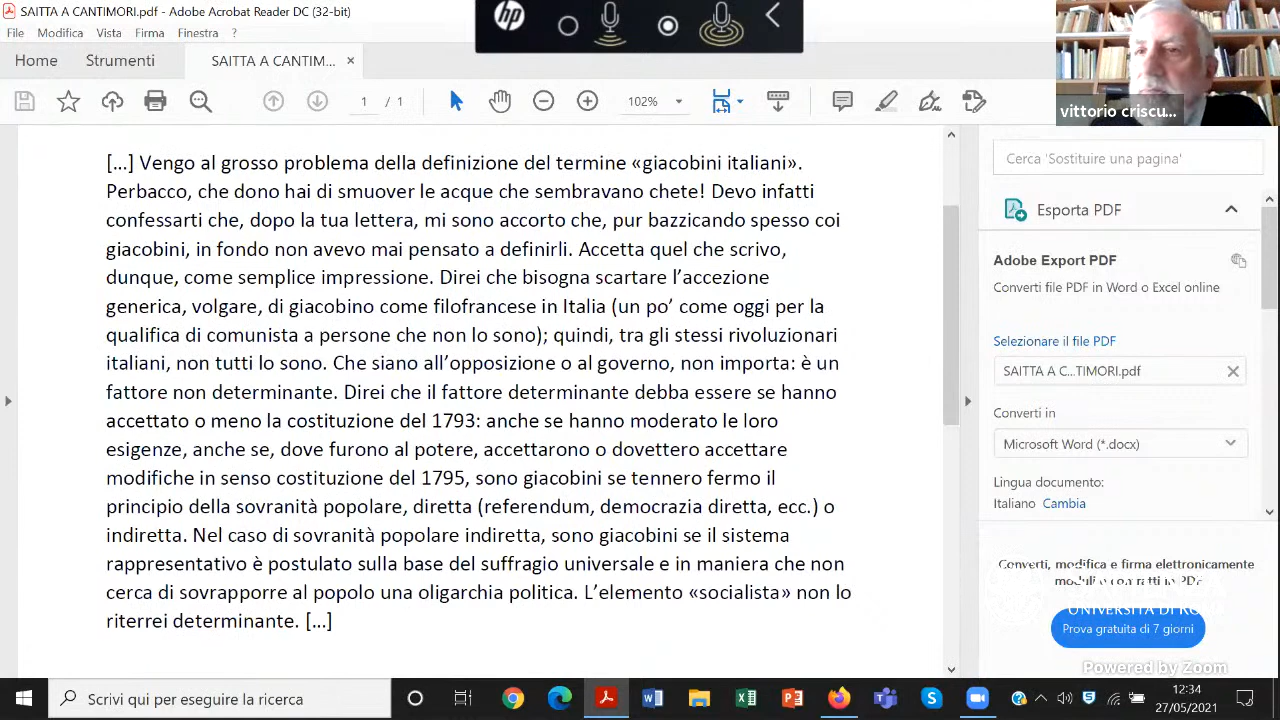 SAITTA A CANTIMORI.pdf - Adobe Acrobat Reader DC (32-bit)
File Modifica Vista Firma Finestra ?
Home Strumenti SAITTA A CANTIM... ×
1 / 1 102%
hp
vittorio criscu...
[...] Vengo al grosso problema della definizione del termine «giacobini italiani».
Perbacco, che dono hai di smuover le acque che sembravano chete! Devo infatti
confessarti che, dopo la tua lettera, mi sono accorto che, pur bazzicando spesso coi
giacobini, in fondo non avevo mai pensato a definirli. Accetta quel che scrivo,
dunque, come semplice impressione. Direi che bisogna scartare l’accezione
generica, volgare, di giacobino come filofrancese in Italia (un po’ come oggi per la
qualifica di comunista a persone che non lo sono); quindi, tra gli stessi rivoluzionari
italiani, non tutti lo sono. Che siano all’opposizione o al governo, non importa: è un
fattore non determinante. Direi che il fattore determinante debba essere se hanno
accettato o meno la costituzione del 1793: anche se hanno moderato le loro
esigenze, anche se, dove furono al potere, accettarono o dovettero accettare
modifiche in senso costituzione del 1795, sono giacobini se tennero fermo il
principio della sovranità popolare, diretta (referendum, democrazia diretta, ecc.) o
indiretta. Nel caso di sovranità popolare indiretta, sono giacobini se il sistema
rappresentativo è postulato sulla base del suffragio universale e in maniera che non
cerca di sovrapporre al popolo una oligarchia politica. L’elemento «socialista» non lo
riterrei determinante. [...]
Cerca 'Sostituire una pagina'
Esporta PDF
Adobe Export PDF
Converti file PDF in Word o Excel online
Selezionare il file PDF
SAITTA A C...TIMORI.pdf
Converti in
Microsoft Word (*.docx)
Lingua documento:
Italiano Cambia
Converti, modifica e firma elettronicamente
moduli e contratti in PDF
UNIVERSITÀ DI
Prova gratuita di 7 giorni
Powered by Zoom
Scrivi qui per eseguire la ricerca
12:34
27/05/2021